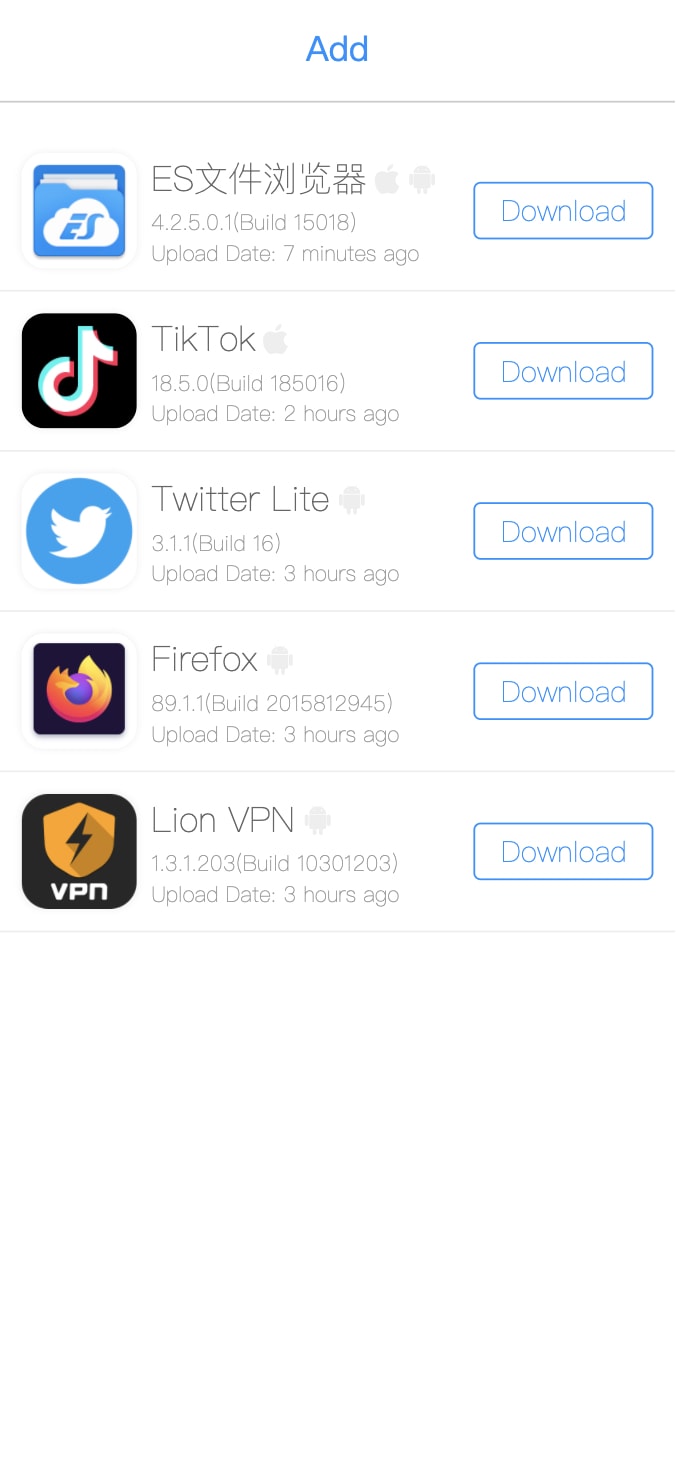 Add
ES文件浏览器
4.2.5.0.1(Build 15018)
Upload Date: 7 minutes ago
Download
TikTok
18.5.0(Build 185016)
Upload Date: 2 hours ago
Download
Twitter Lite
3.1.1(Build 16)
Upload Date: 3 hours ago
Download
Firefox
89.1.1(Build 2015812945)
Upload Date: 3 hours ago
Download
VPN
Lion VPN
1.3.1.203(Build 10301203)
Upload Date: 3 hours ago
Download